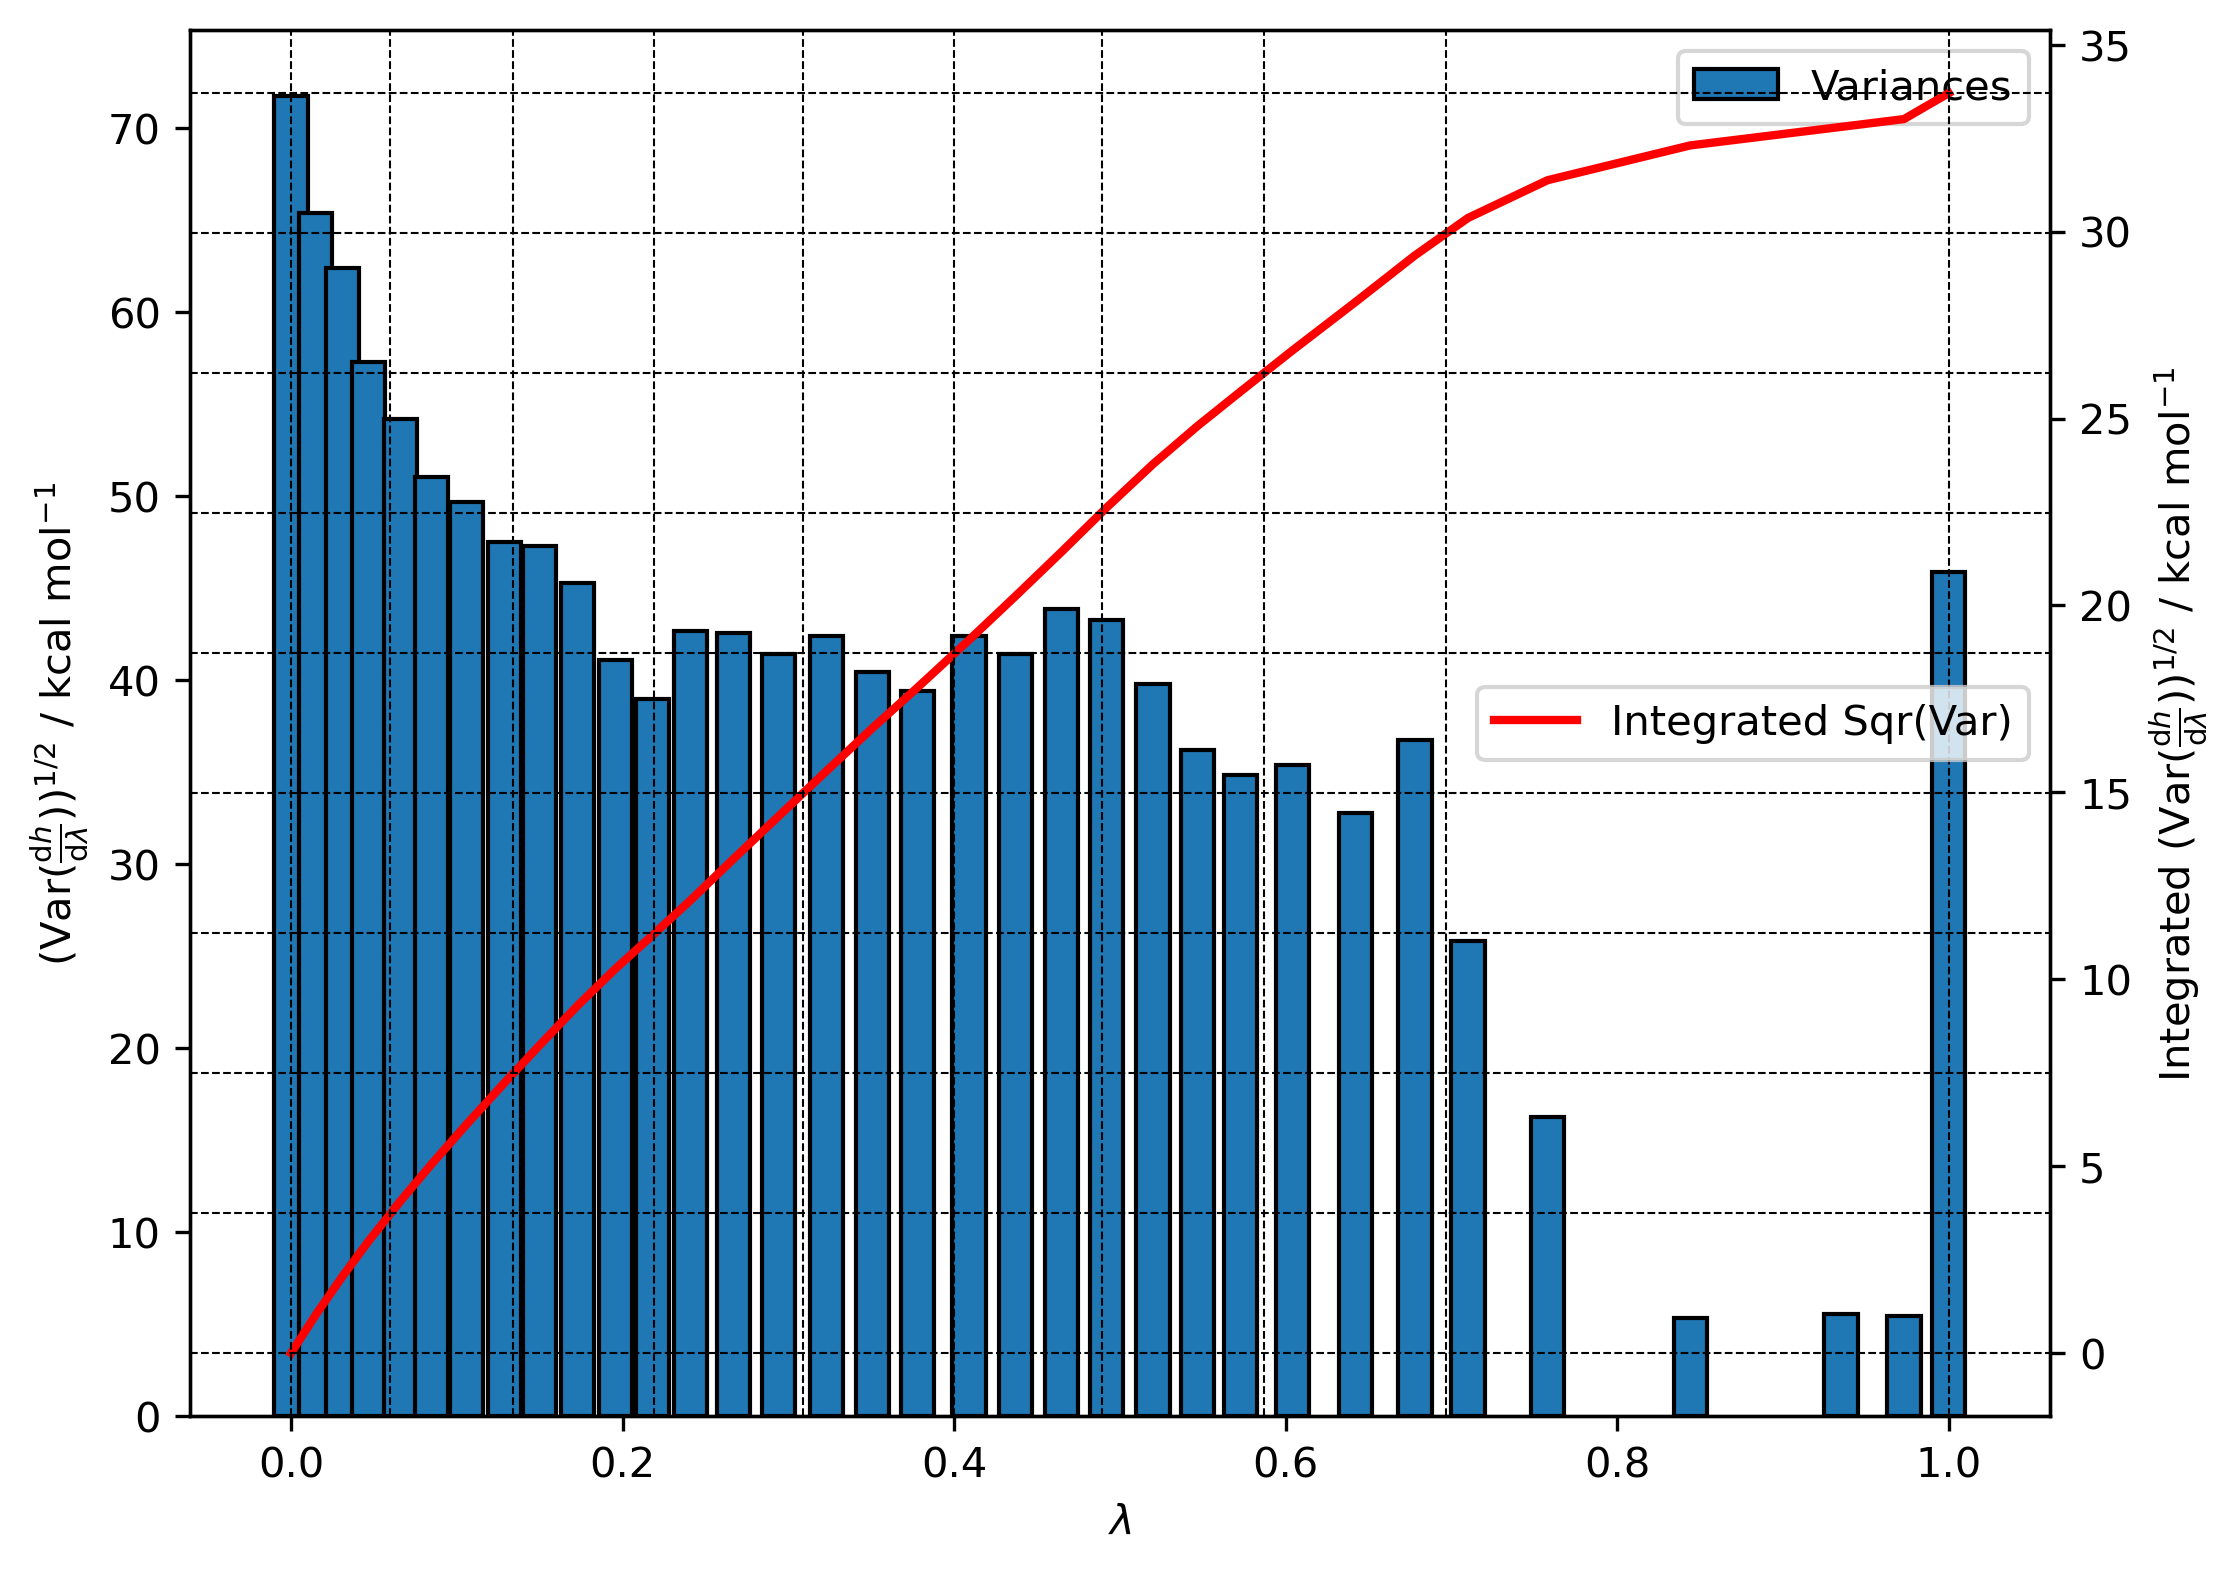 Variances
Integrated Sqr(Var)
70
60
50
40
30
20
10
0
35
30
25
20
15
10
5
0
0.0 0.2 0.4 0.6 0.8 1.0
λ
(Var(dh/dλ))^1/2 / kcal mol^−1
Integrated (Var(dh/dλ))^1/2 / kcal mol^−1